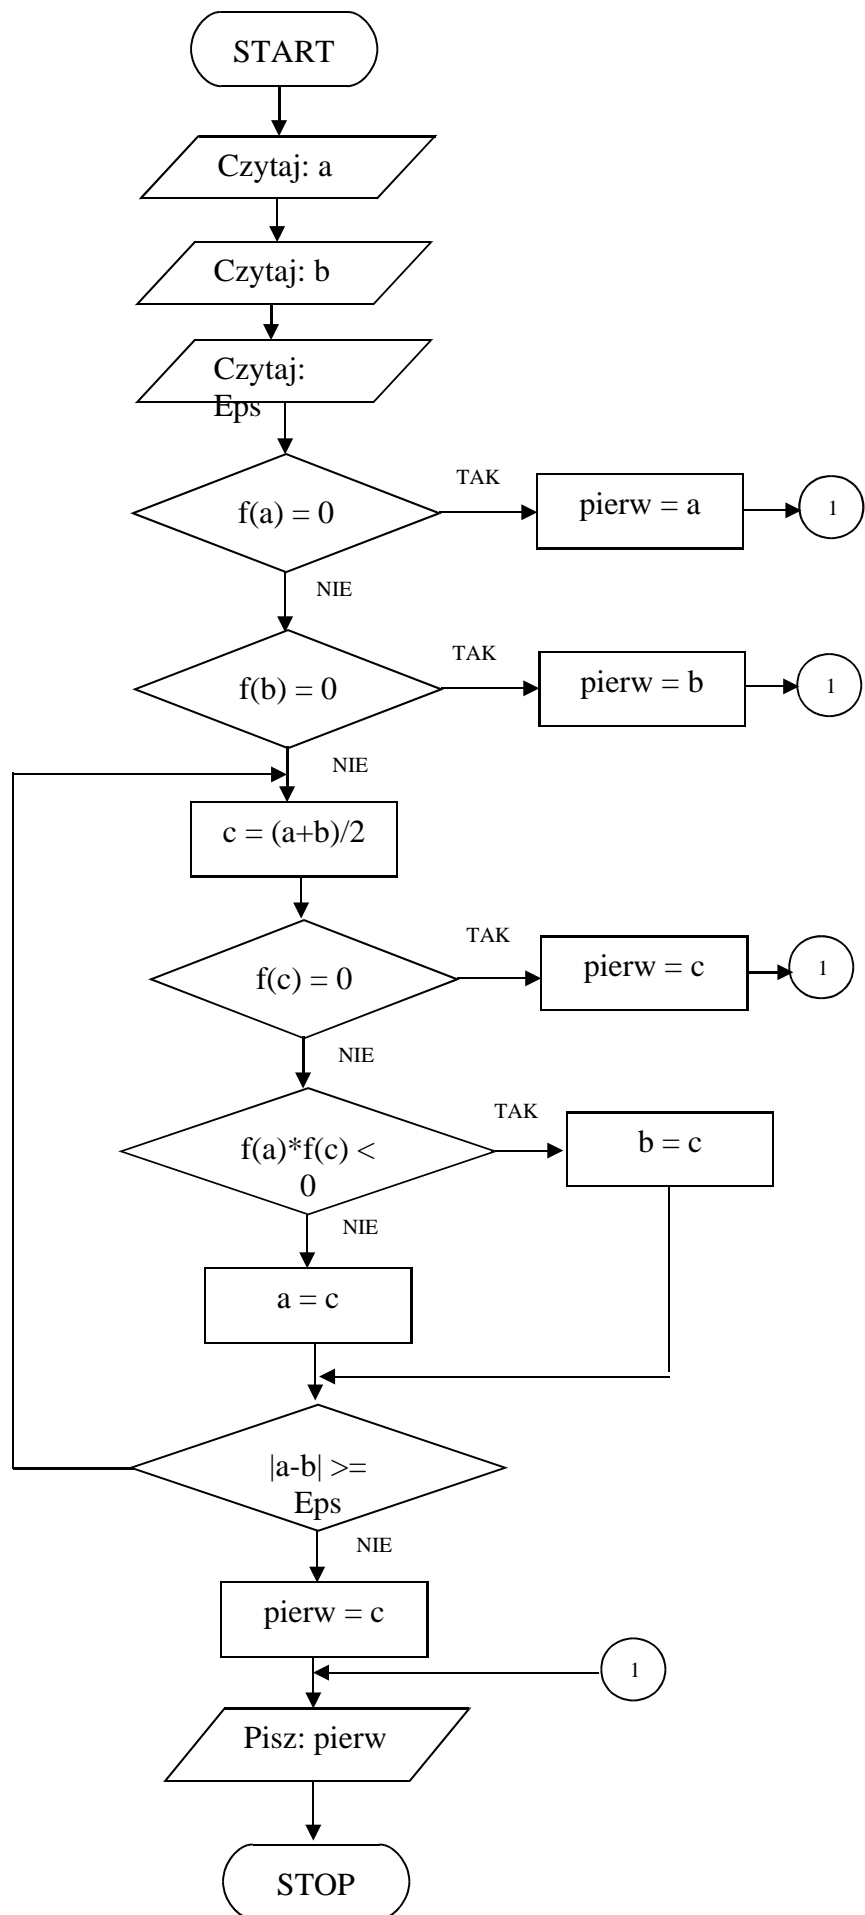 START
Czytaj: a
Czytaj: b
Czytaj:
Eps
f(a) = 0
TAK
pierw = a
1
NIE
f(b) = 0
TAK
pierw = b
1
NIE
c = (a+b)/2
f(c) = 0
TAK
pierw = c
1
NIE
f(a)*f(c) <
0
TAK
b = c
NIE
a = c
|a-b| >=
Eps
NIE
pierw = c
1
Pisz: pierw
STOP